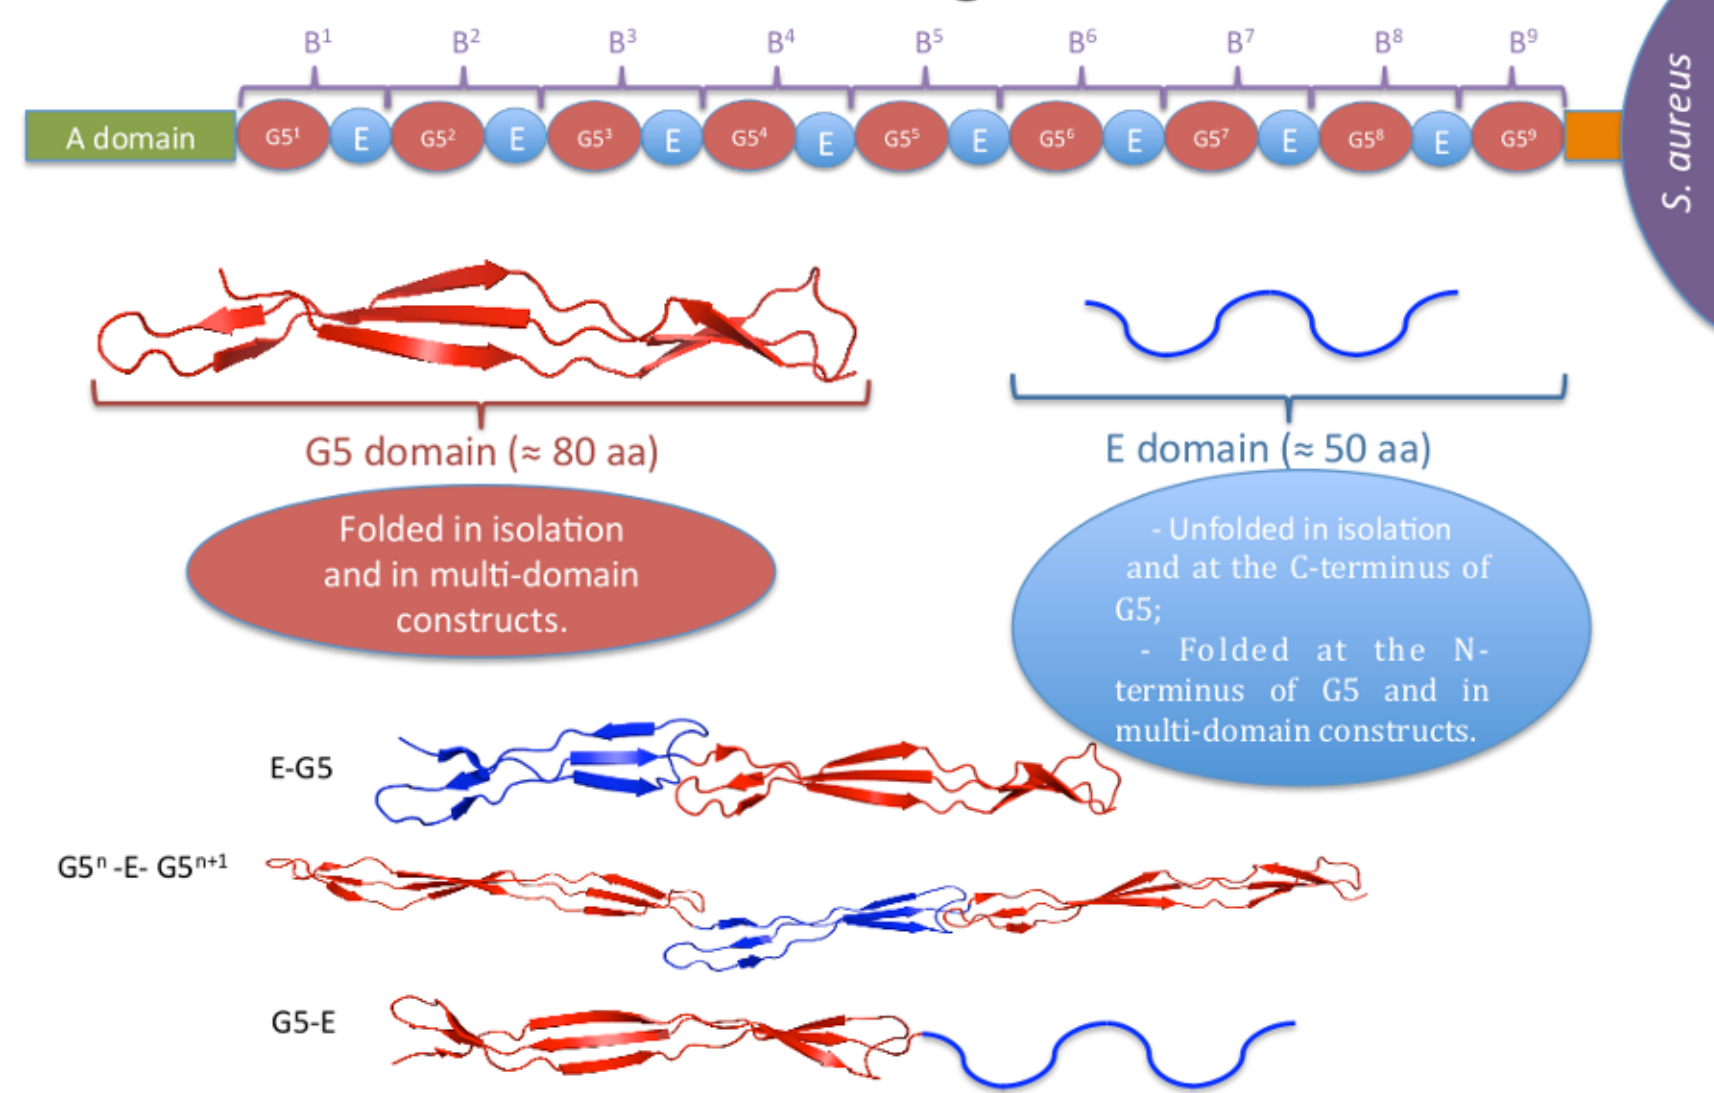 B¹ B² B³ B⁴ B⁵ B⁶ B⁷ B⁸ B⁹
A domain G5¹ E G5² E G5³ E G5⁴ E G5⁵ E G5⁶ E G5⁷ E G5⁸ E G5⁹
S. aureus
G5 domain (≈ 80 aa)
Folded in isolation
and in multi-domain
constructs.
E domain (≈ 50 aa)
- Unfolded in isolation
and at the C-terminus of
G5;
- Folded at the N-
terminus of G5 and in
multi-domain constructs.
E-G5
G5ⁿ -E- G5ⁿ⁺¹
G5-E